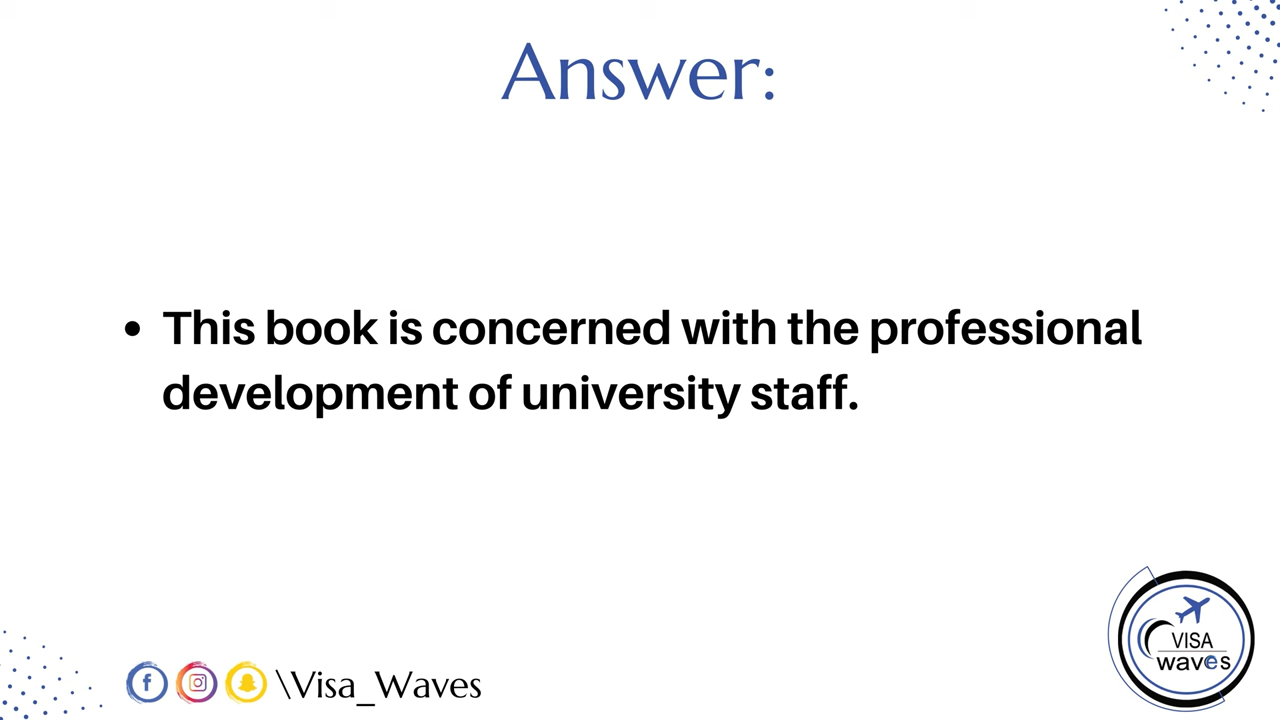 Answer:
• This book is concerned with the professional
development of university staff.
\Visa_Waves
VISA
waves